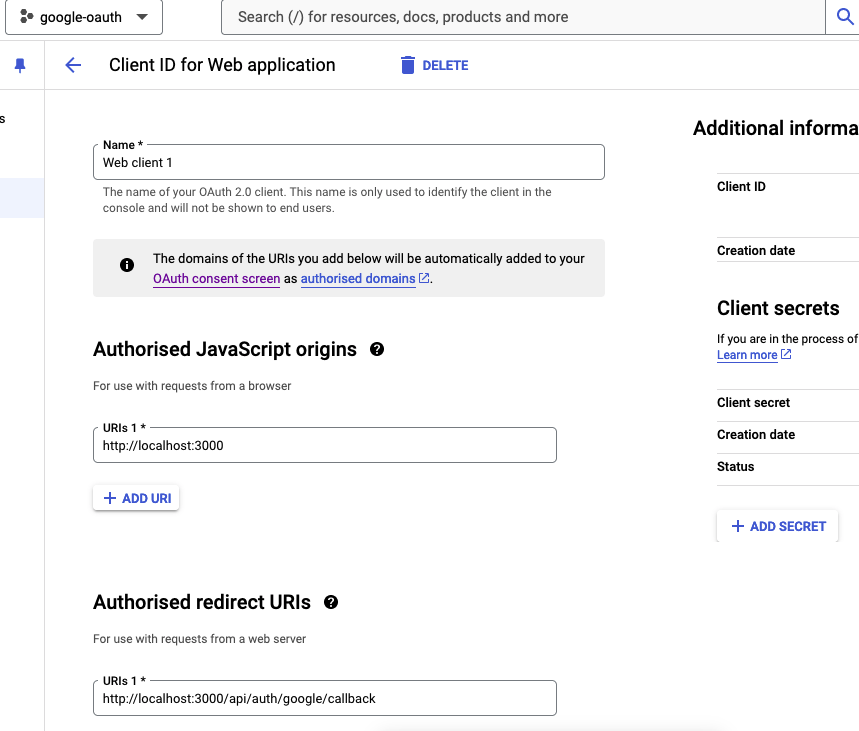 google-oauth
Search (/) for resources, docs, products and more
Client ID for Web application
DELETE
s
Name *
Web client 1
The name of your OAuth 2.0 client. This name is only used to identify the client in the
console and will not be shown to end users.
The domains of the URIs you add below will be automatically added to your
OAuth consent screen as authorised domains.
Authorised JavaScript origins
For use with requests from a browser
URIs 1 *
http://localhost:3000
+ ADD URI
Authorised redirect URIs
For use with requests from a web server
URIs 1 *
http://localhost:3000/api/auth/google/callback
Additional informa
Client ID
Creation date
Client secrets
If you are in the process of
Learn more
Client secret
Creation date
Status
+ ADD SECRET